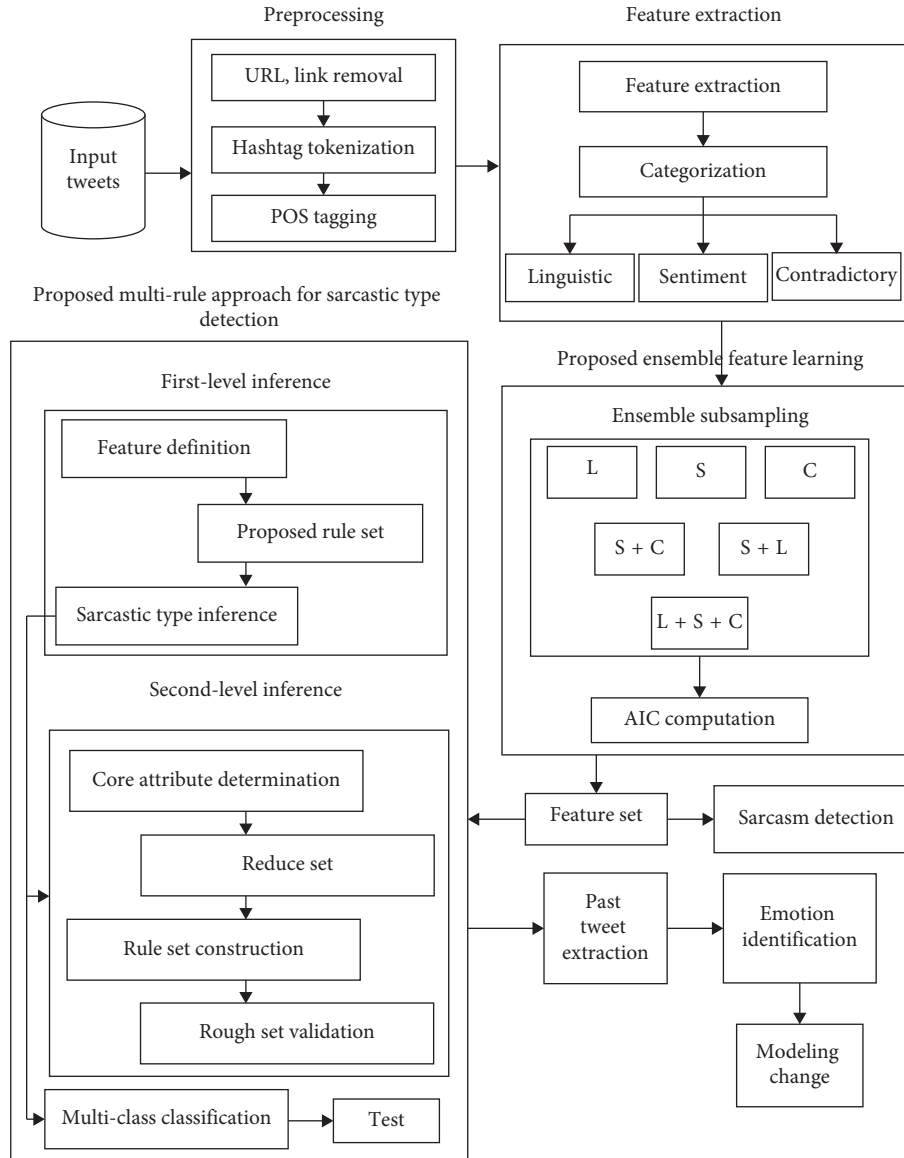 Preprocessing
URL, link removal
Hashtag tokenization
POS tagging
Input
tweets
Feature extraction
Feature extraction
Categorization
Linguistic
Sentiment
Contradictory
Proposed multi-rule approach for sarcastic type
detection
First-level inference
Feature definition
Proposed rule set
Sarcastic type inference
Second-level inference
Core attribute determination
Reduce set
Rule set construction
Rough set validation
Multi-class classification
Test
Proposed ensemble feature learning
Ensemble subsampling
L
S
C
S + C
S + L
L + S + C
AIC computation
Feature set
Sarcasm detection
Past
tweet
extraction
Emotion
identification
Modeling
change